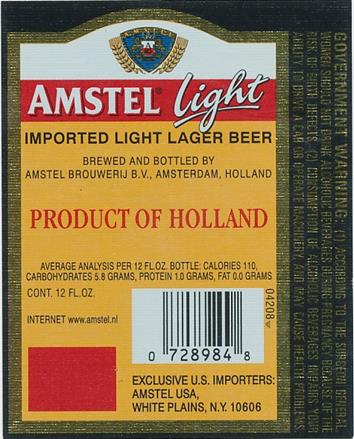 AMSTEL® Light
IMPORTED LIGHT LAGER BEER
BREWED AND BOTTLED BY
AMSTEL BROUWERIJ B.V., AMSTERDAM, HOLLAND
PRODUCT OF HOLLAND
AVERAGE ANALYSIS PER 12 FL.OZ. BOTTLE: CALORIES 110,
CARBOHYDRATES 5.8 GRAMS, PROTEIN 1.0 GRAMS, FAT 0.0 GRAMS
CONT. 12 FL.OZ.
INTERNET www.amstel.nl
04208
0 728984 8
EXCLUSIVE U.S. IMPORTERS:
AMSTEL USA,
WHITE PLAINS, N.Y. 10606
GOVERNMENT WARNING: (1) ACCORDING TO THE SURGEON GENERAL,
WOMEN SHOULD NOT DRINK ALCOHOLIC BEVERAGES DURING PREGNANCY BECAUSE OF THE
RISK OF BIRTH DEFECTS. (2) CONSUMPTION OF ALCOHOLIC BEVERAGES IMPAIRS YOUR
ABILITY TO DRIVE A CAR OR OPERATE MACHINERY, AND MAY CAUSE HEALTH PROBLEMS.